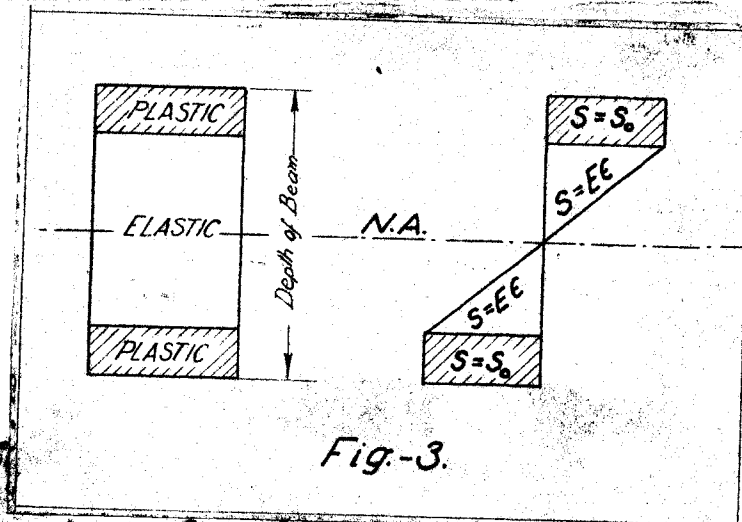 PLASTIC
ELASTIC
PLASTIC
Depth of Beam
N.A.
S=S₀
S=Eϵ
S=Eϵ
S=S₀
Fig.-3.